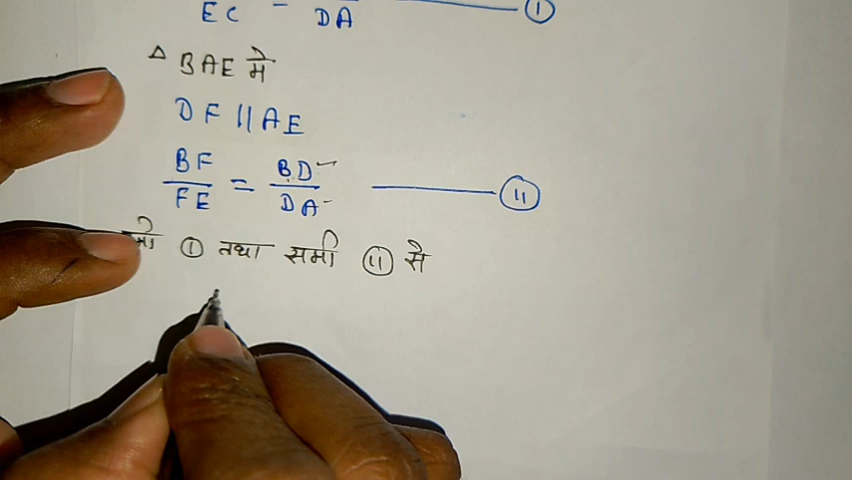 EC = DA ①
Δ BAE मे
DF || AE
BF/FE = BD/DA ⑪
① तथा समी ⑪ से